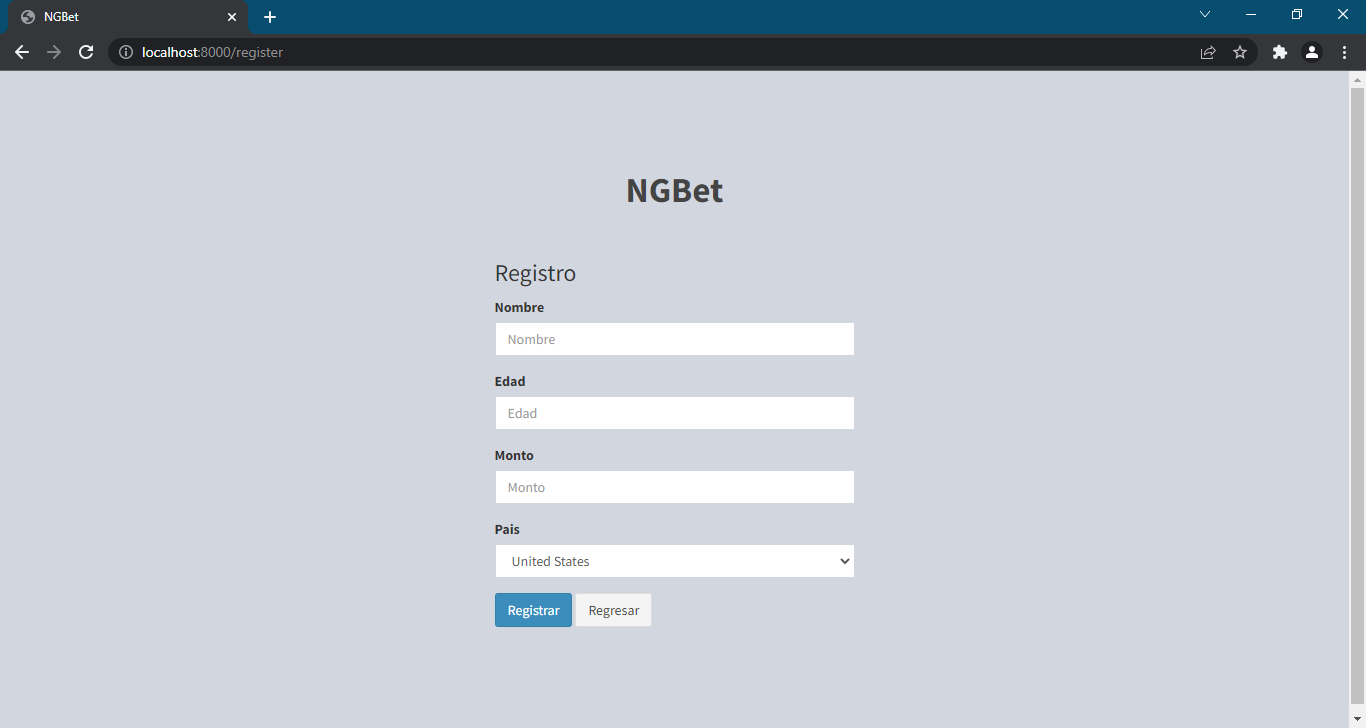 NGBet
localhost:8000/register
NGBet
Registro
Nombre
Nombre
Edad
Edad
Monto
Monto
Pais
United States
Registrar Regresar